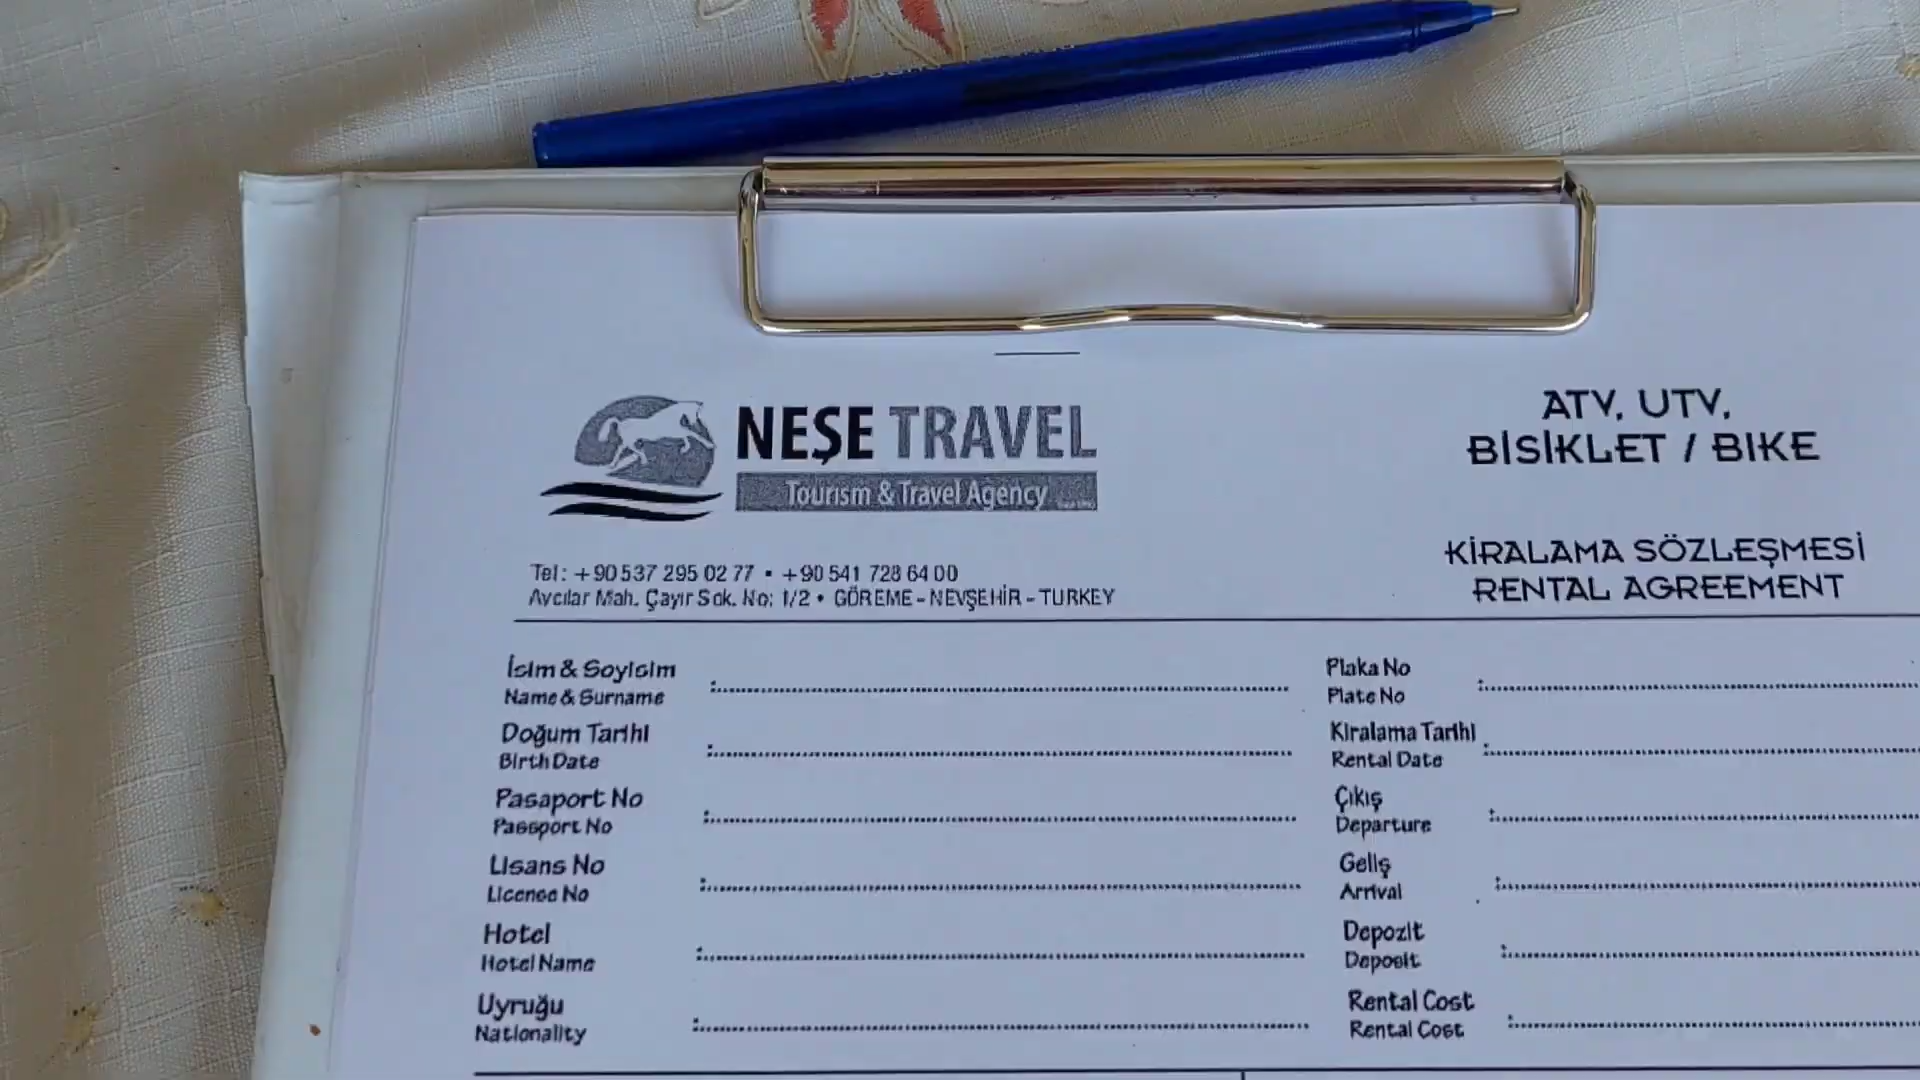 NEŞE TRAVEL
Tourism & Travel Agency
ATV, UTV,
BİSİKLET / BIKE
KİRALAMA SÖZLEŞMESİ
RENTAL AGREEMENT
Tel: +90 537 295 02 77 • +90 541 728 64 00
Avcılar Mah. Çayır Sok. No: 1/2 • GÖREME - NEVŞEHİR - TURKEY
İsim & Soyisim
Name & Surname
Doğum Tarihi
Birth Date
Pasaport No
Passport No
Lisans No
License No
Hotel
Hotel Name
Uyruğu
Nationality
Plaka No
Plate No
Kiralama Tarihi
Rental Date
Çıkış
Departure
Geliş
Arrival
Depozit
Deposit
Rental Cost
Rental Cost